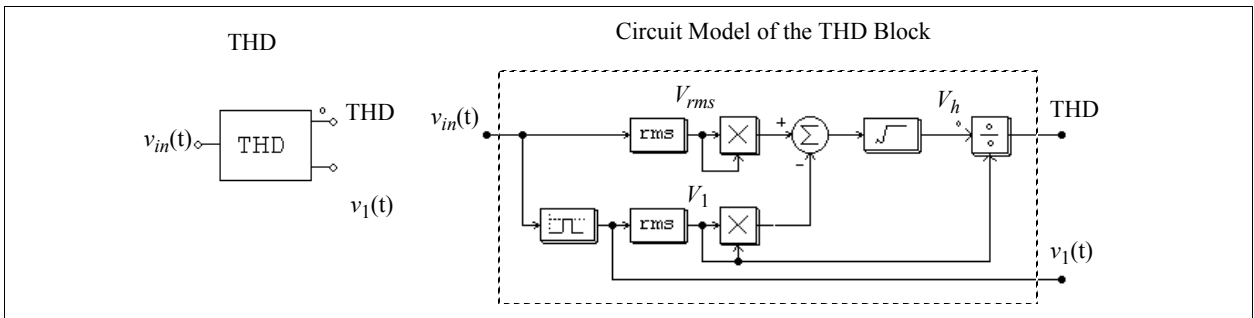 THD
Circuit Model of the THD Block
THD
v_in(t)
THD
v_1(t)
v_in(t)
V_rms
rms
+
Σ
-
V_h
÷
THD
V_1
rms
v_1(t)